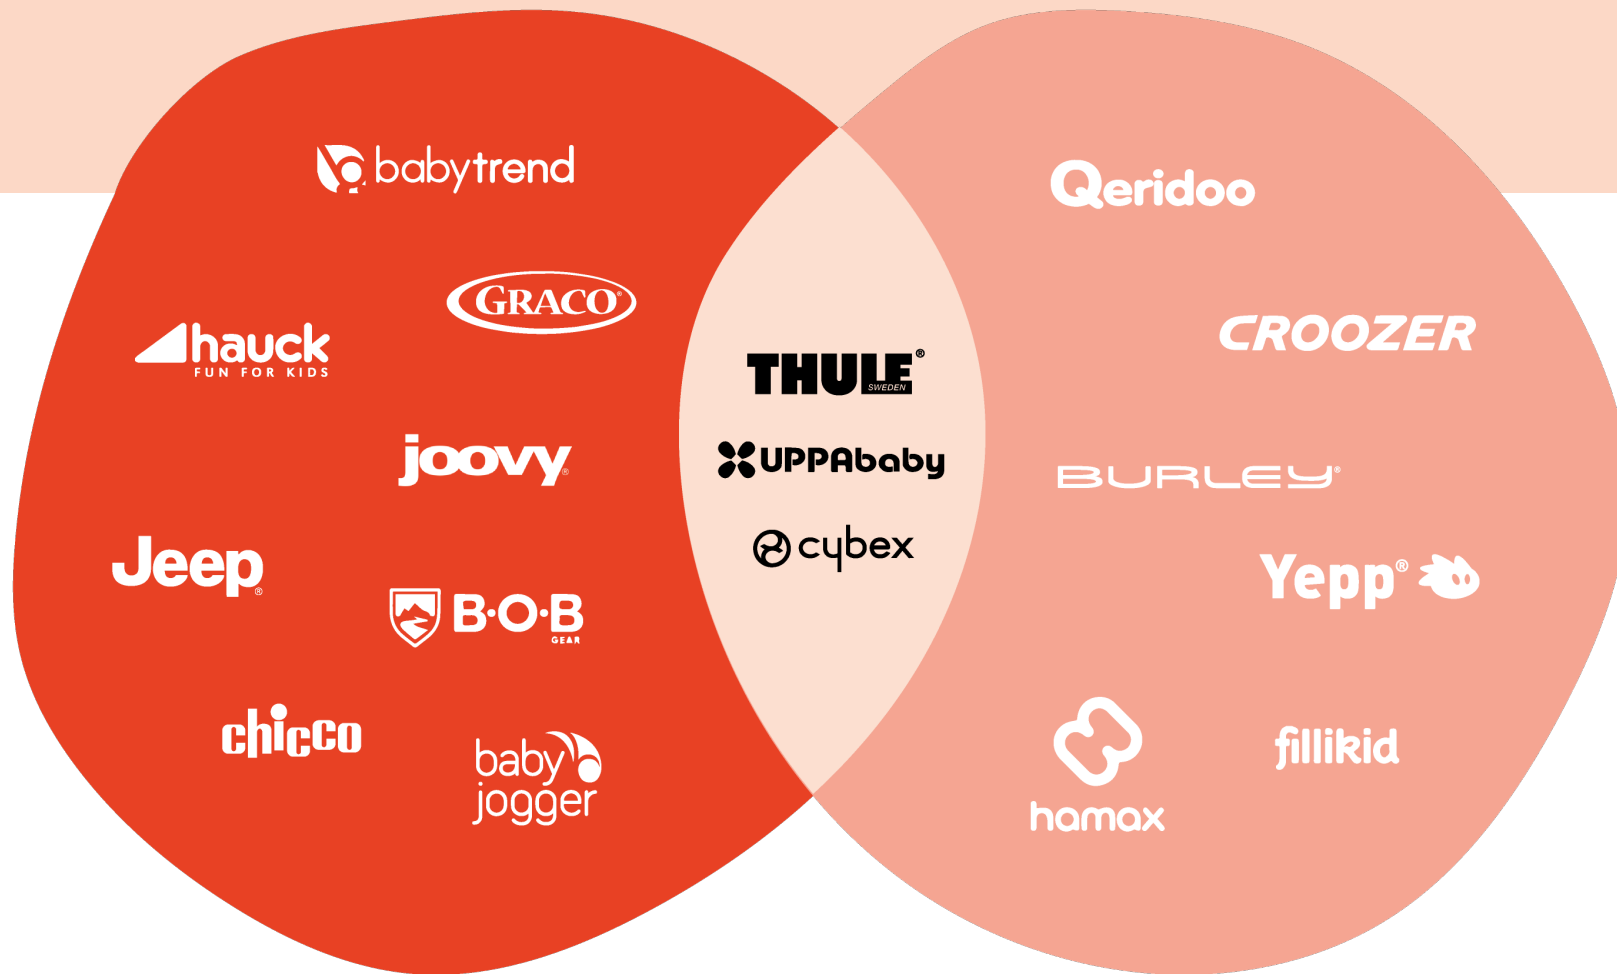 babytrend
GRACO®
hauck
FUN FOR KIDS
joovy®
Jeep®
B·O·B
GEAR
chicco
baby
jogger
THULE®
SWEDEN
UPPAbaby
cybex
Qeridoo
CROOZER
BURLEY®
Yepp®
hamax
fillikid